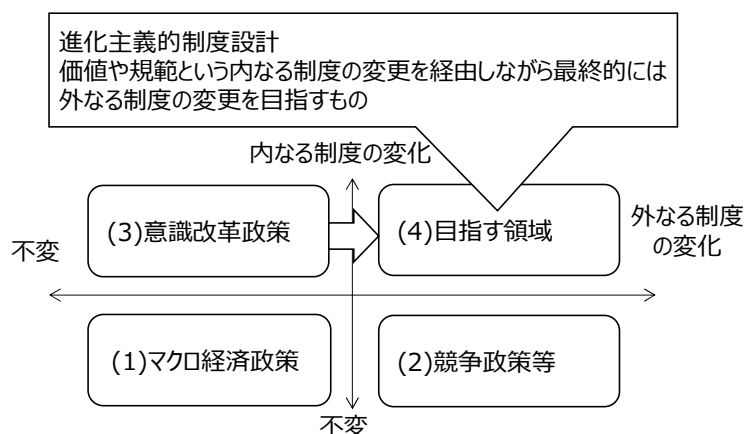 進化主義的制度設計
価値や規範という内なる制度の変更を経由しながら最終的には
外なる制度の変更を目指すもの
内なる制度の変化
(3)意識改革政策
(4)目指す領域
外なる制度
の変化
不変
(1)マクロ経済政策
(2)競争政策等
不変